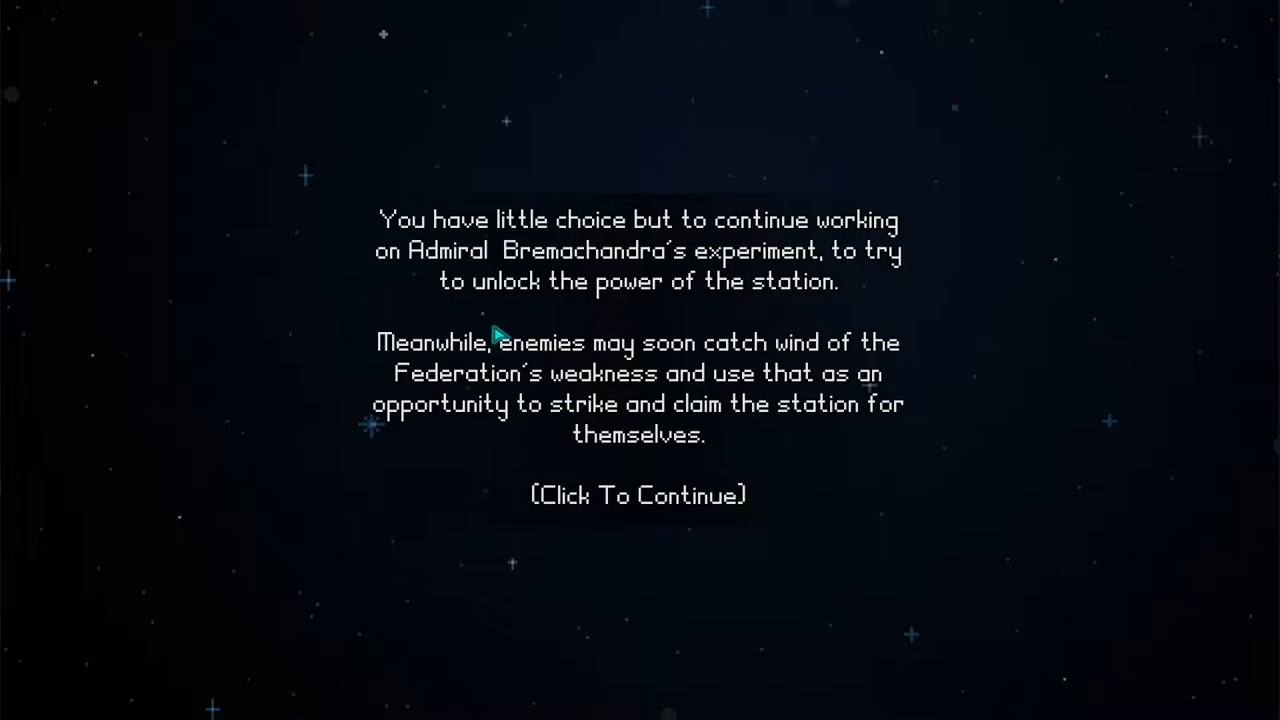 You have little choice but to continue working
on Admiral Bremachandra's experiment, to try
to unlock the power of the station.
Meanwhile, enemies may soon catch wind of the
Federation's weakness and use that as an
opportunity to strike and claim the station for
themselves.
(Click To Continue)